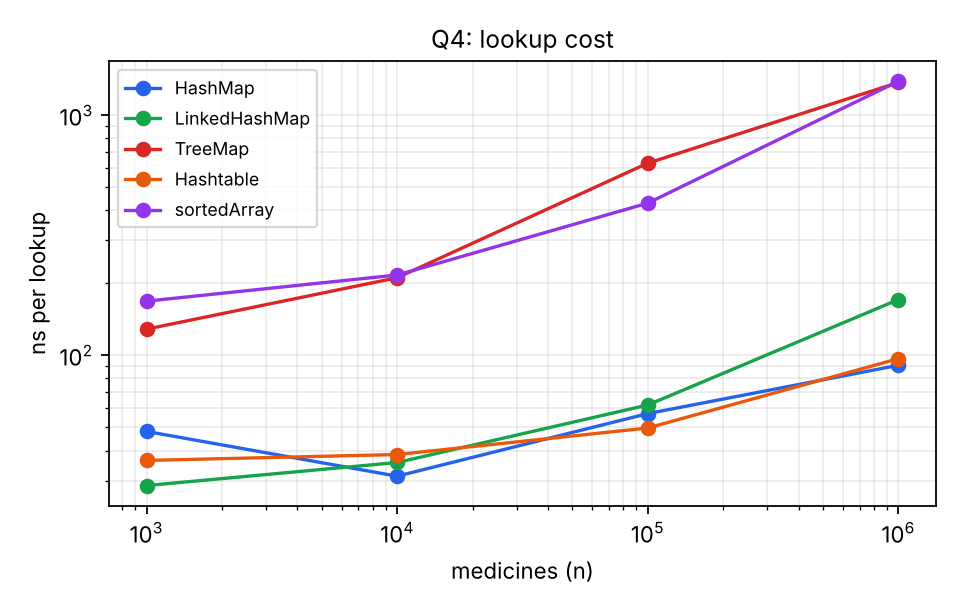 Q4: lookup cost
HashMap
LinkedHashMap
TreeMap
Hashtable
sortedArray
ns per lookup
10³
10²
10³
10⁴
10⁵
10⁶
medicines (n)